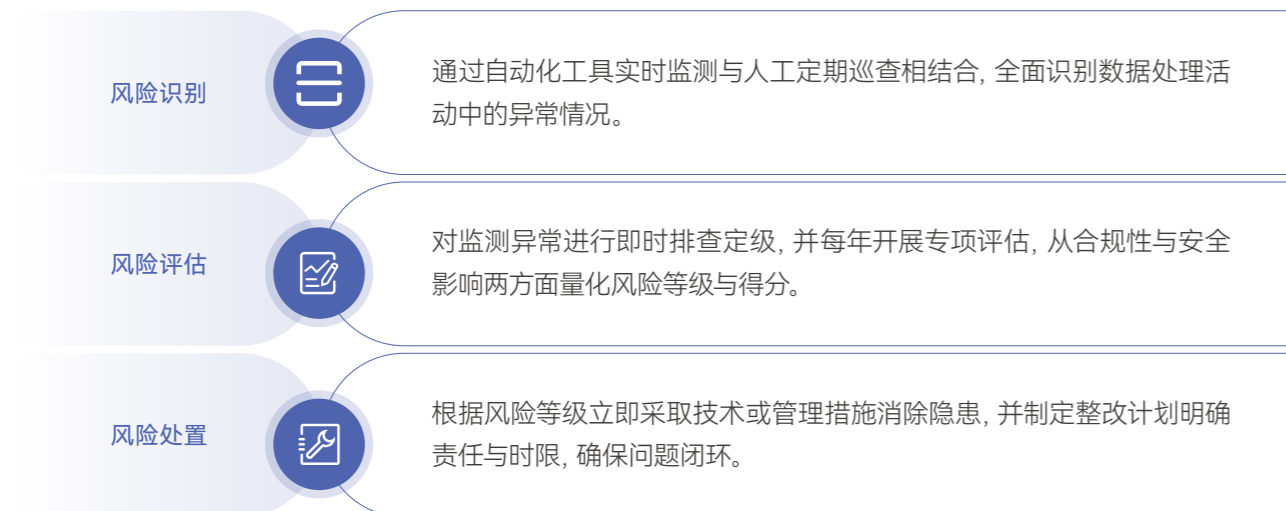 风险识别
通过自动化工具实时监测与人工定期巡查相结合, 全面识别数据处理活
动中的异常情况。
风险评估
对监测异常进行即时排查定级, 并每年开展专项评估, 从合规性与安全
影响两方面量化风险等级与得分。
风险处置
根据风险等级立即采取技术或管理措施消除隐患, 并制定整改计划明确
责任与时限, 确保问题闭环。